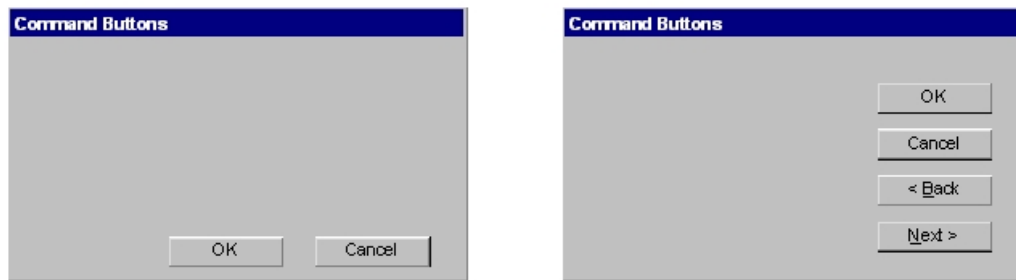 Command Buttons
OK Cancel
Command Buttons
OK
Cancel
< Back
Next >